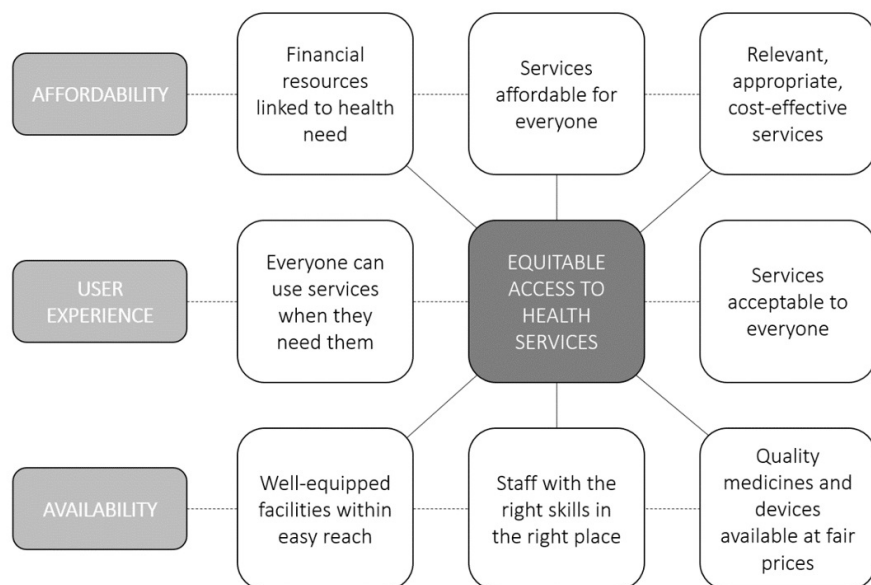 AFFORDABILITY
Financial
resources
linked to health
need
Services
affordable for
everyone
Relevant,
appropriate,
cost-effective
services
USER
EXPERIENCE
Everyone can
use services
when they
need them
EQUITABLE
ACCESS TO
HEALTH
SERVICES
Services
acceptable to
everyone
AVAILABILITY
Well-equipped
facilities within
easy reach
Staff with the
right skills in
the right place
Quality
medicines and
devices
available at fair
prices